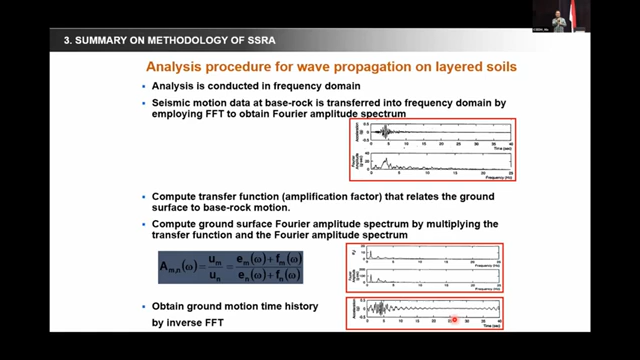 3. SUMMARY ON METHODOLOGY OF SSRA
Analysis procedure for wave propagation on layered soils
• Analysis is conducted in frequency domain
• Seismic motion data at base-rock is transferred into frequency domain by
employing FFT to obtain Fourier amplitude spectrum
Time (sec)
Frequency (Hz)
• Compute transfer function (amplification factor) that relates the ground
surface to base-rock motion.
• Compute ground surface Fourier amplitude spectrum by multiplying the
transfer function and the Fourier amplitude spectrum
A m,n (ω) = u m / u n = e m (ω) + f m (ω) / e n (ω) + f n (ω)
• Obtain ground motion time history
by inverse FFT